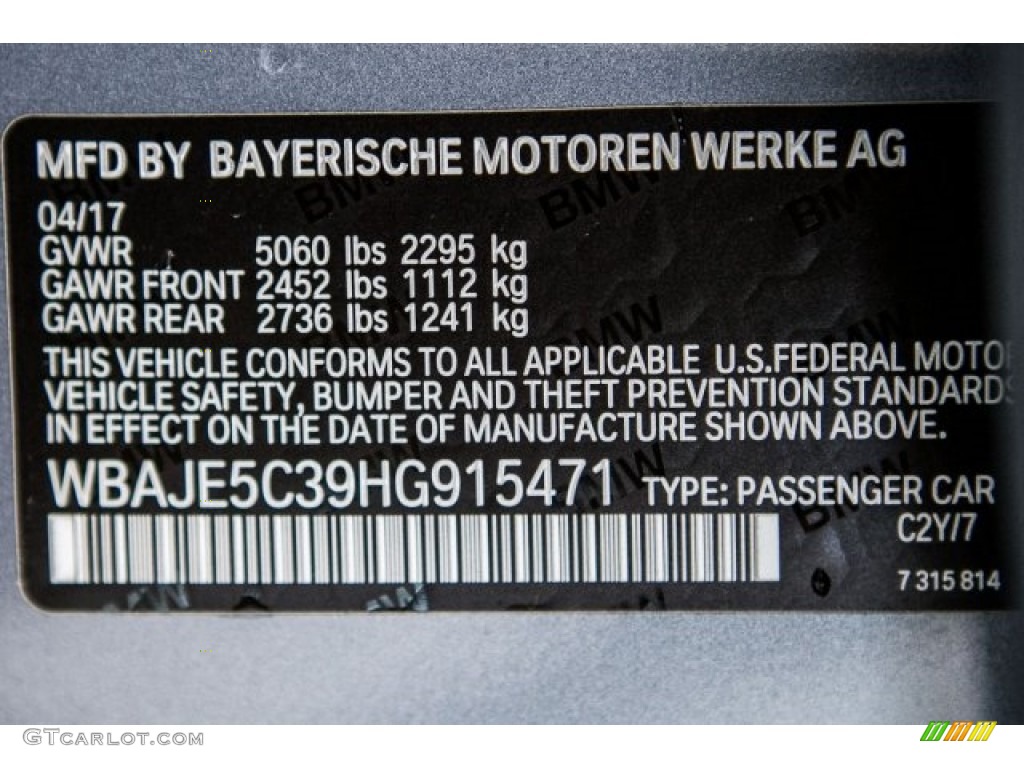 MFD BY BAYERISCHE MOTOREN WERKE AG
04/17
GVWR 5060 lbs 2295 kg
GAWR FRONT 2452 lbs 1112 kg
GAWR REAR 2736 lbs 1241 kg
THIS VEHICLE CONFORMS TO ALL APPLICABLE U.S.FEDERAL MOTO
VEHICLE SAFETY, BUMPER AND THEFT PREVENTION STANDARDS
IN EFFECT ON THE DATE OF MANUFACTURE SHOWN ABOVE.
WBAJE5C39HG915471 TYPE: PASSENGER CAR
C2Y/7
7 315 814
GTCARLOT.COM